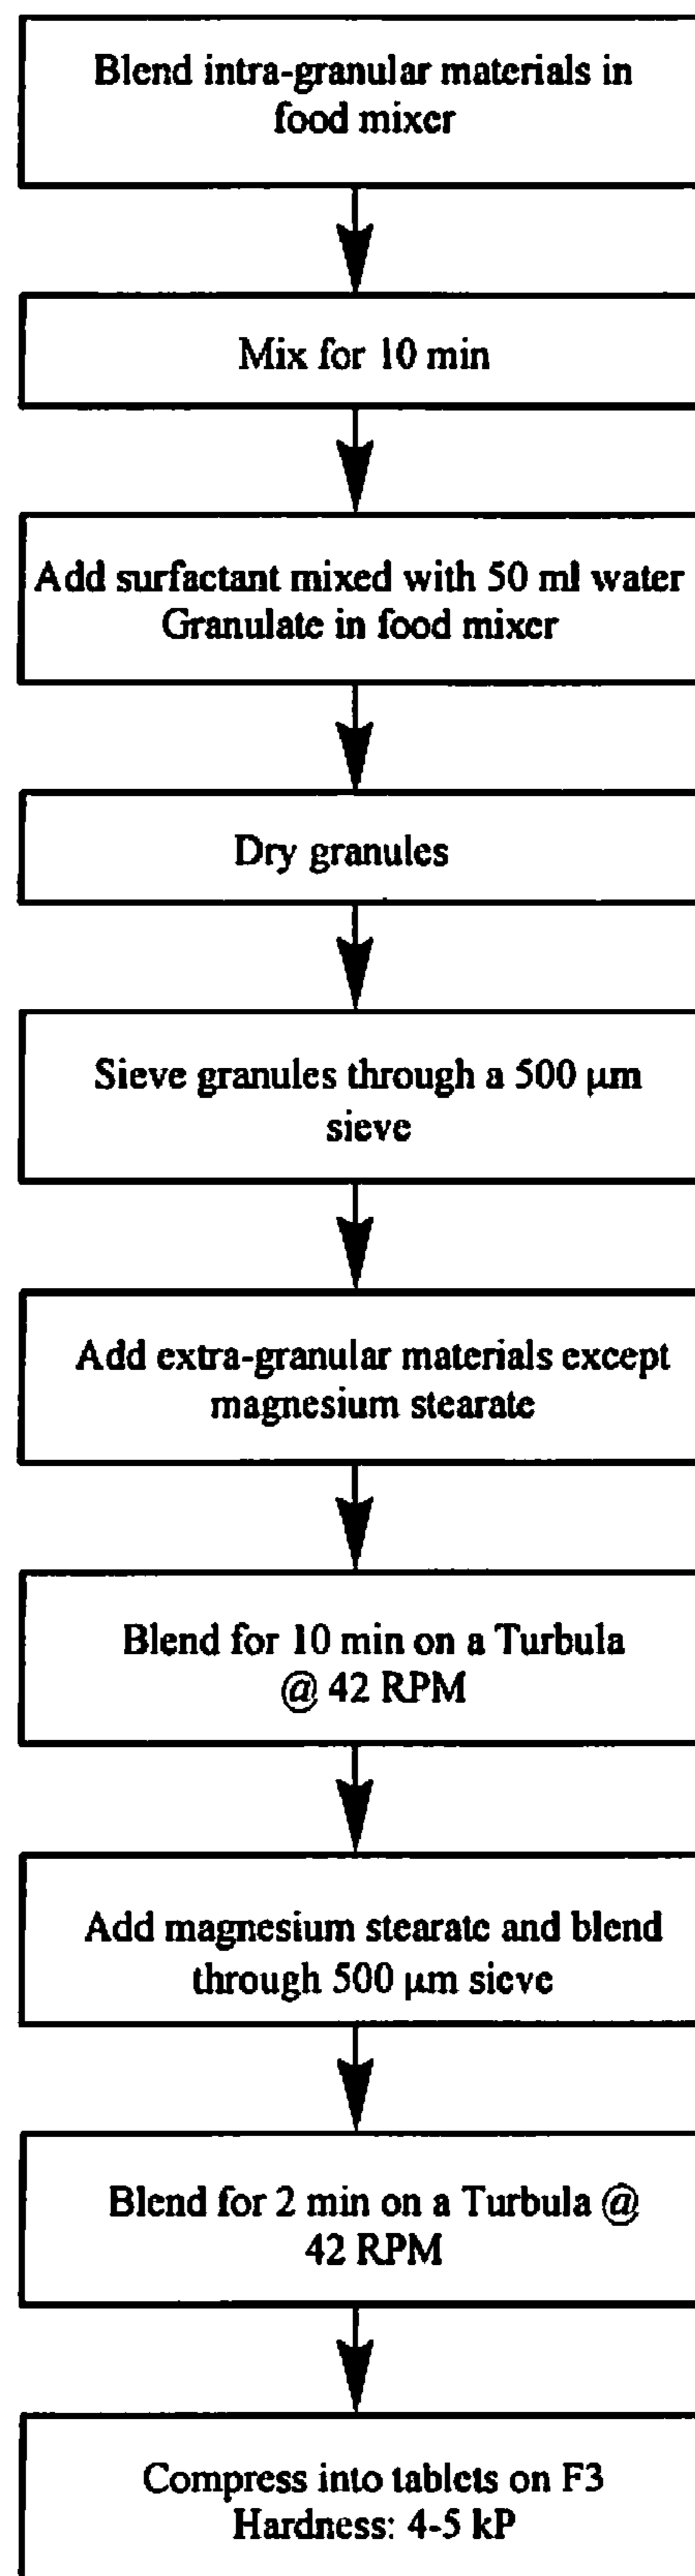 Blend intra-granular materials in
food mixer
Mix for 10 min
Add surfactant mixed with 50 ml water
Granulate in food mixer
Dry granules
Sieve granules through a 500 μm
sieve
Add extra-granular materials except
magnesium stearate
Blend for 10 min on a Turbula
@ 42 RPM
Add magnesium stearate and blend
through 500 μm sieve
Blend for 2 min on a Turbula @
42 RPM
Compress into tablets on F3
Hardness: 4-5 kP